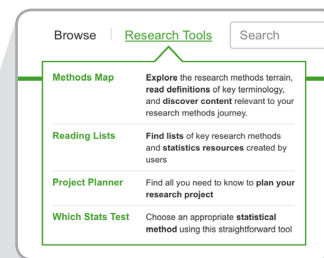 Browse Research Tools Search
Methods Map Explore the research methods terrain,
read definitions of key terminology,
and discover content relevant to your
research methods journey.
Reading Lists Find lists of key research methods
and statistics resources created by
users
Project Planner Find all you need to know to plan your
research project
Which Stats Test Choose an appropriate statistical
method using this straightforward tool